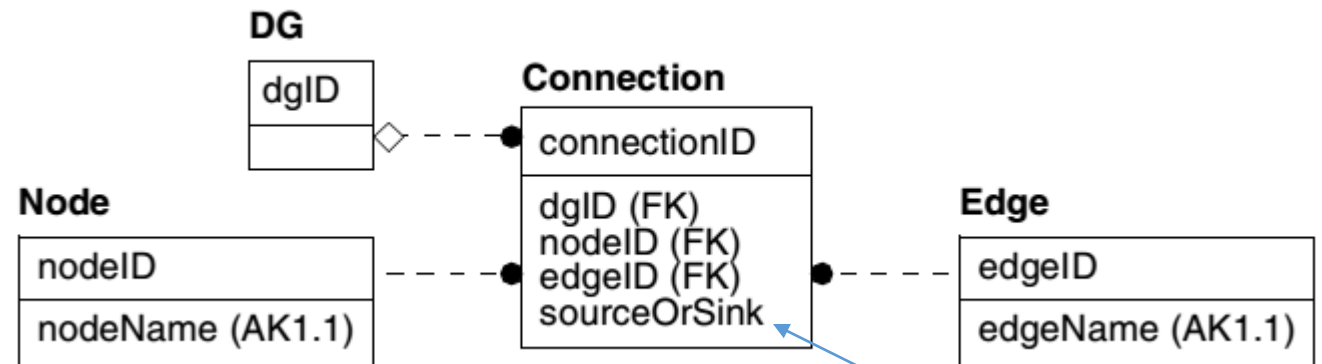 DG
dgID
Connection
connectionID
dgID (FK)
nodeID (FK)
edgeID (FK)
sourceOrSink
Node
nodeID
nodeName (AK1.1)
Edge
edgeID
edgeName (AK1.1)